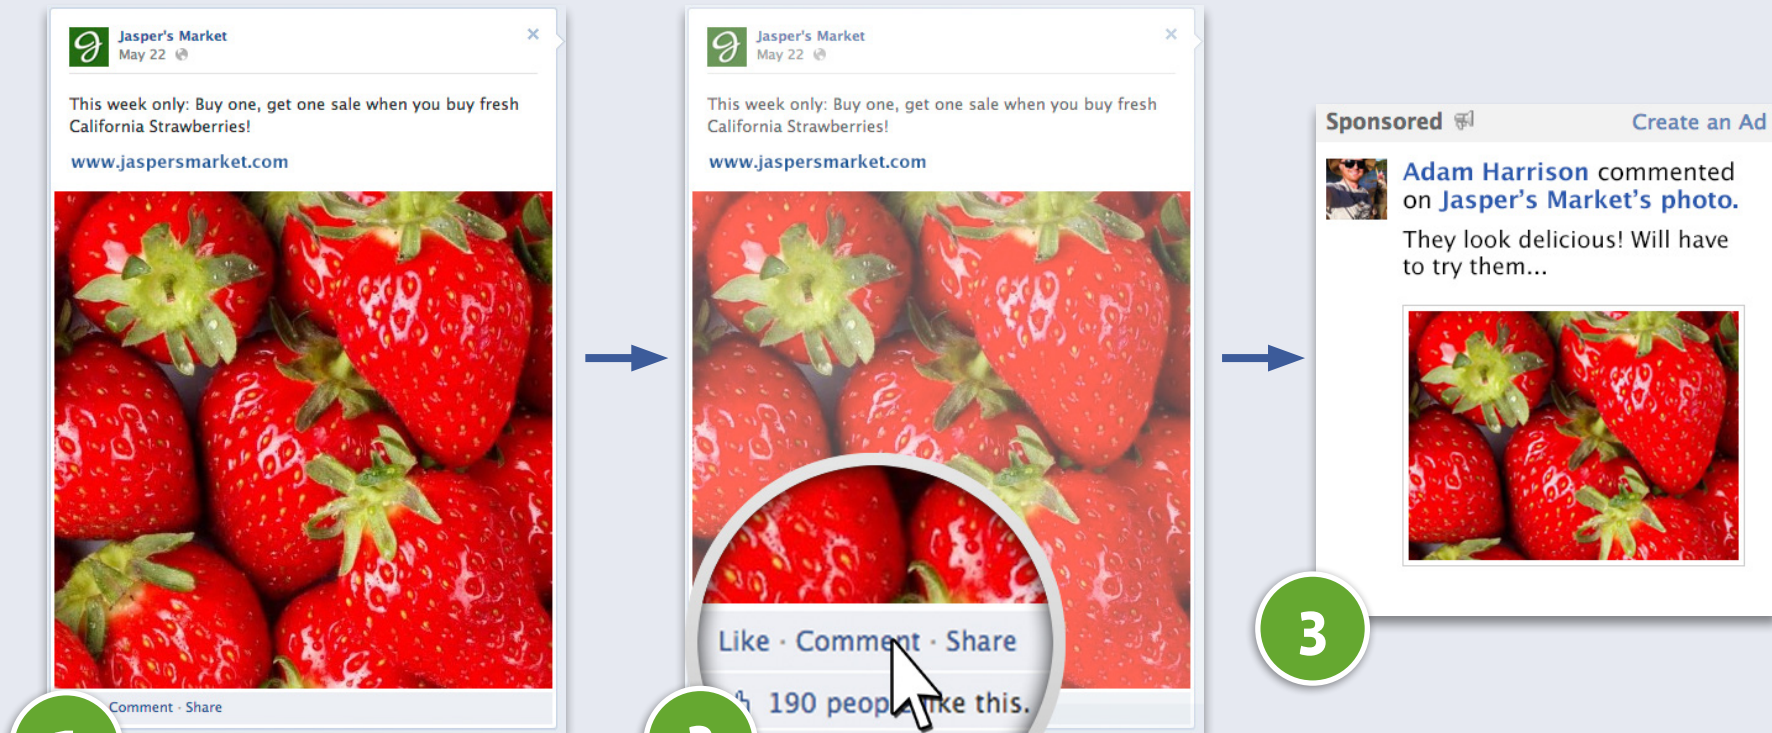 Jasper's Market
May 22
This week only: Buy one, get one sale when you buy fresh
California Strawberries!
www.jaspersmarket.com
Comment · Share
Jasper's Market
May 22
This week only: Buy one, get one sale when you buy fresh
California Strawberries!
www.jaspersmarket.com
Like · Comment · Share
190 people like this.
Sponsored
Create an Ad
Adam Harrison commented
on Jasper's Market's photo.
They look delicious! Will have
to try them...
3